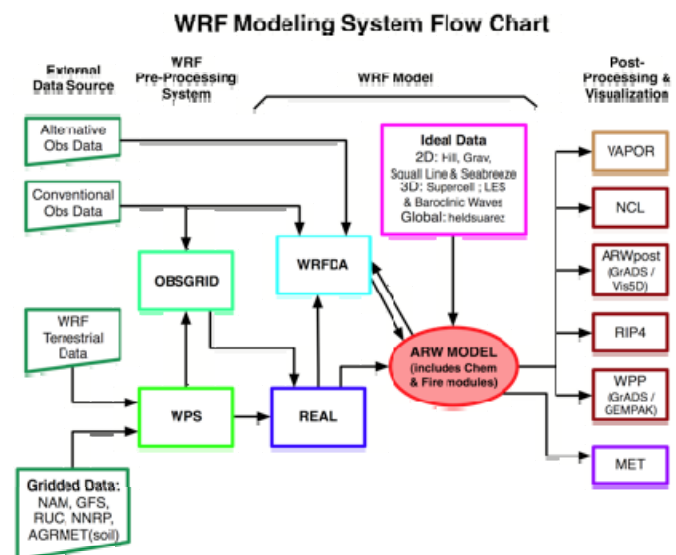 WRF Modeling System Flow Chart
External
Data Source
WRF
Pre-Processing
System
WRF Model
Post-
Processing &
Visualization
Alternative
Obs Data
Conventional
Obs Data
WRF
Terrestrial
Data
Gridded Data:
NAM, GFS,
RUC, NNRP,
AGRMET(soil)
OBSGRID
WPS
WRFDA
REAL
Ideal Data
2D: Hill, Grav,
Squall Line & Seabreeze
3D: Supercell ; LES
& Baroclinic Waves
Global: heldsuarez
ARW MODEL
(includes Chem
& Fire modules)
VAPOR
NCL
ARWpost
(GrADS /
Vis5D)
RIP4
WPP
(GrADS /
GEMPAK)
MET